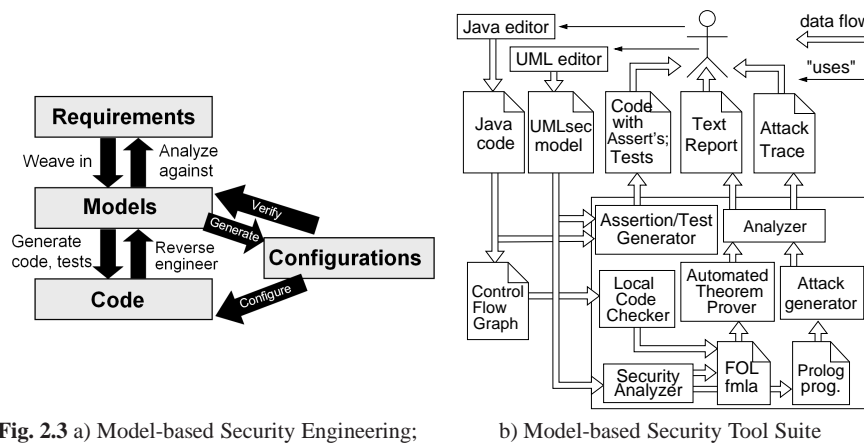 Requirements
Weave in
Analyze
against
Models
Verify
Generate
Generate
code, tests
Reverse
engineer
Configurations
Code
Configure
Java editor
UML editor
data flow
"uses"
Java
code
UMLsec
model
Code
with
Assert's;
Tests
Text
Report
Attack
Trace
Assertion/Test
Generator
Analyzer
Control
Flow
Graph
Local
Code
Checker
Automated
Theorem
Prover
Attack
generator
Security
Analyzer
FOL
fmla
Prolog
prog.
Fig. 2.3 a) Model-based Security Engineering;
b) Model-based Security Tool Suite